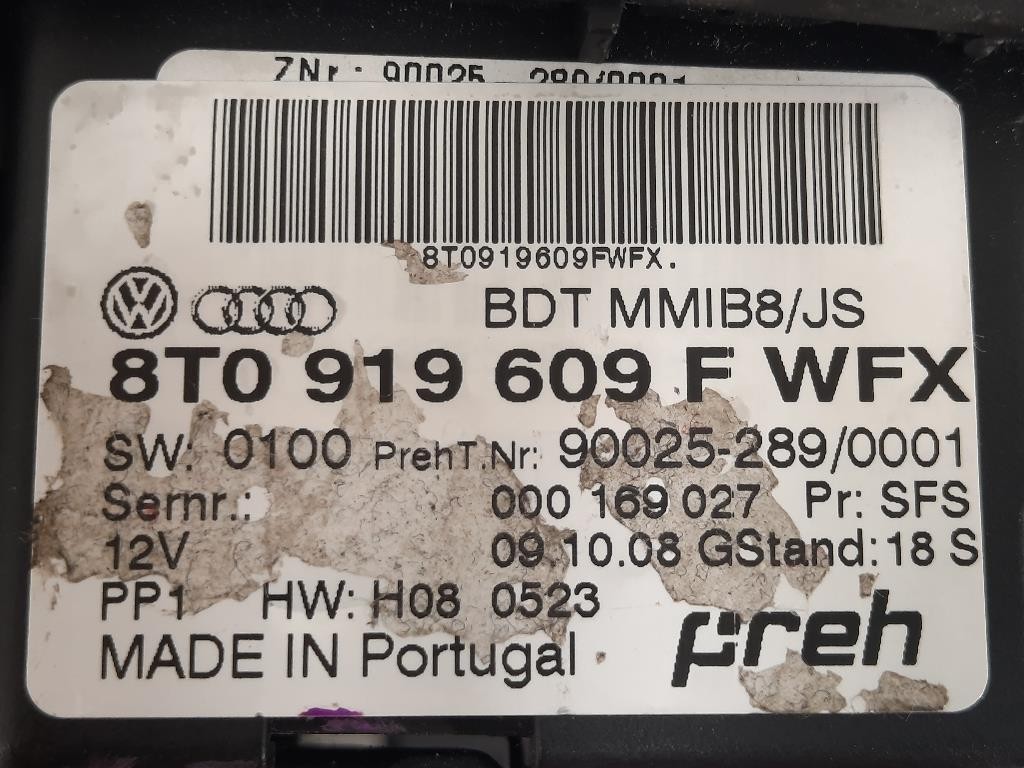 ZNr: 90025-289/0001
8T0919609FWFX.
BDT MMIB8/JS
8T0 919 609 F WFX
SW: 0100 PrehT.Nr: 90025-289/0001
Sernr.: 000 169 027 Pr: SFS
12V 09.10.08 GStand: 18 S
PP1 HW: H08 0523
MADE IN Portugal
preh